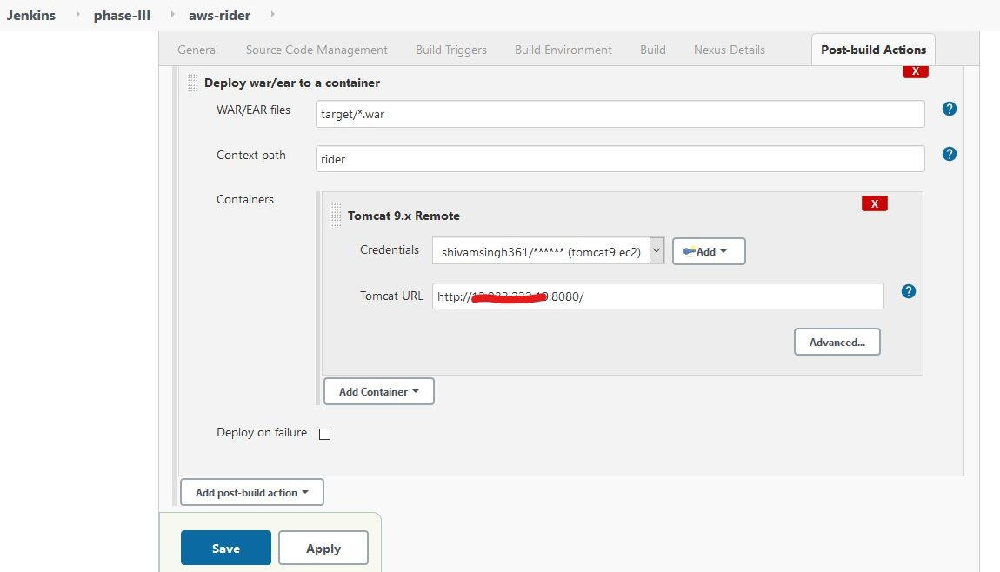 Jenkins phase-III aws-rider
General Source Code Management Build Triggers Build Environment Build Nexus Details Post-build Actions
X
Deploy war/ear to a container
WAR/EAR files target/*.war ?
Context path rider ?
Containers
X
Tomcat 9.x Remote
Credentials shivamsingh361/****** (tomcat9 ec2) Add
Tomcat URL http:// :8080/ ?
Advanced...
Add Container
Deploy on failure
Add post-build action
Save Apply